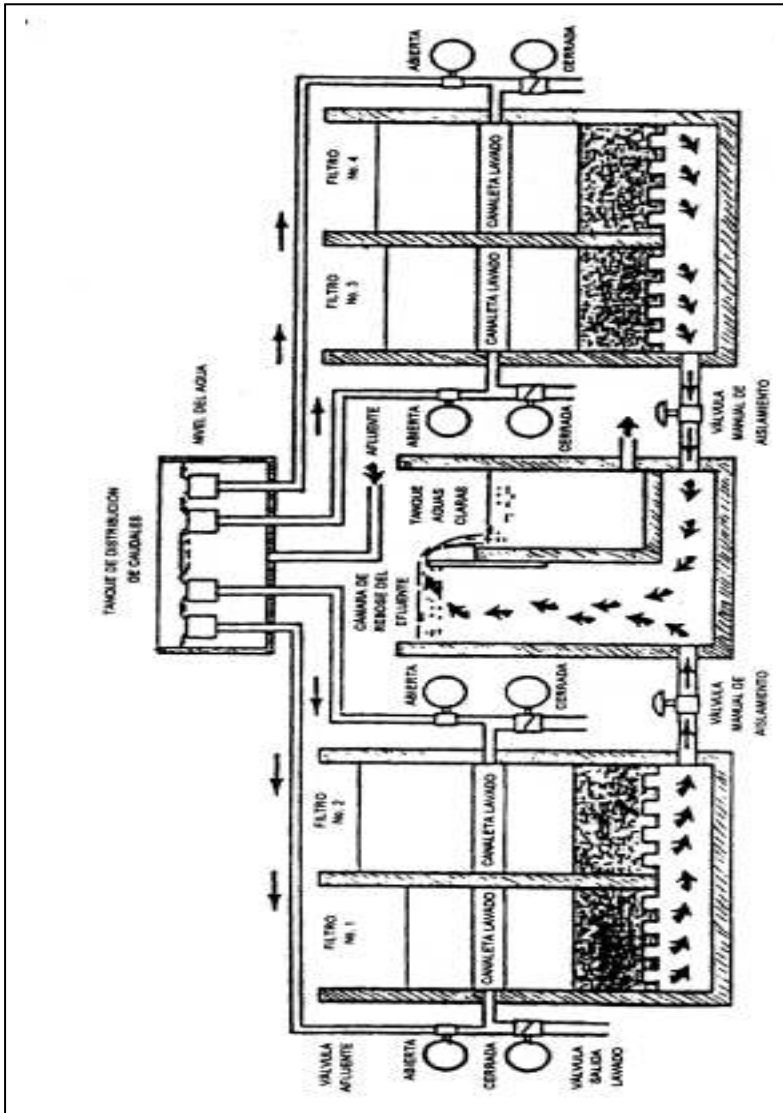 TANQUE DE DISTRIBUCIÓN
DE CAUDALES
NIVEL DEL AGUA
AFLUENTE
CÁMARA DE
REBOSE DEL
EFLUENTE
TANQUE
AGUAS
CLARAS
FILTRO
No. 1
FILTRO
No. 2
FILTRO
No. 3
FILTRO
No. 4
CANALETA LAVADO
CANALETA LAVADO
CANALETA LAVADO
CANALETA LAVADO
VÁLVULA
AFLUENTE
ABIERTA
CERRADA
VÁLVULA
SALIDA
LAVADO
ABIERTA
CERRADA
ABIERTA
CERRADA
ABIERTA
CERRADA
VÁLVULA
MANUAL DE
AISLAMIENTO
VÁLVULA
MANUAL DE
AISLAMIENTO